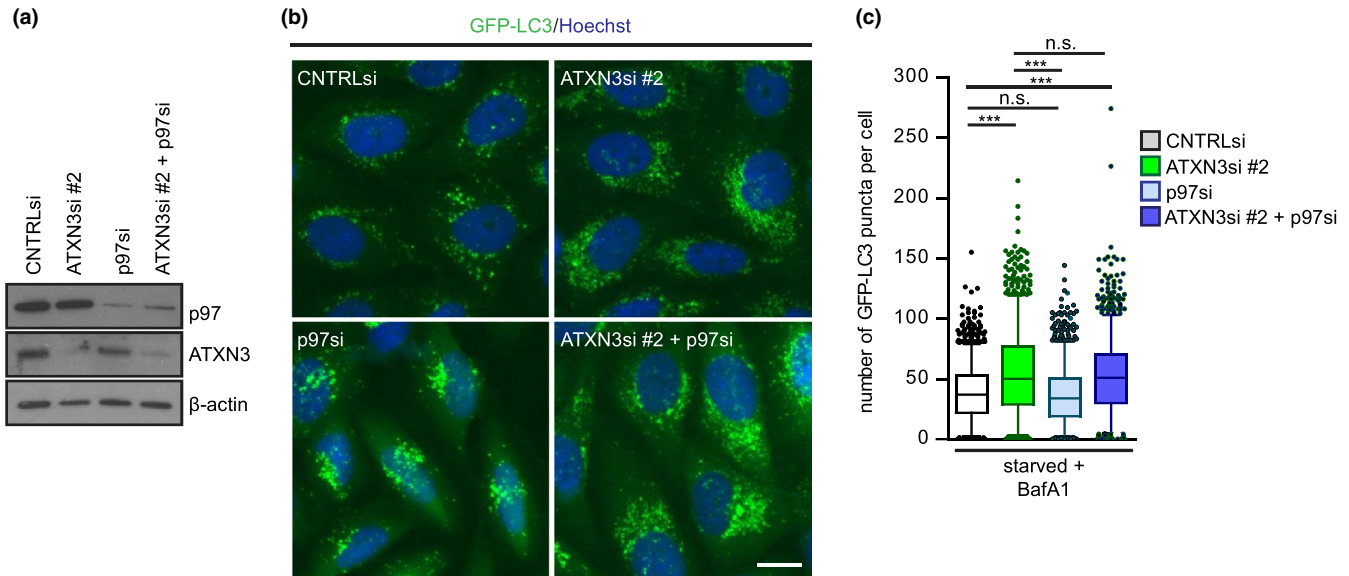 (a)
CNTRLsi
ATXN3si #2
p97si
ATXN3si #2 + p97si
p97
ATXN3
β-actin
(b)
GFP-LC3/Hoechst
CNTRLsi
ATXN3si #2
p97si
ATXN3si #2 + p97si
(c)
number of GFP-LC3 puncta per cell
300
250
200
150
100
50
0
n.s.
***
***
n.s.
***
starved +
BafA1
CNTRLsi
ATXN3si #2
p97si
ATXN3si #2 + p97si